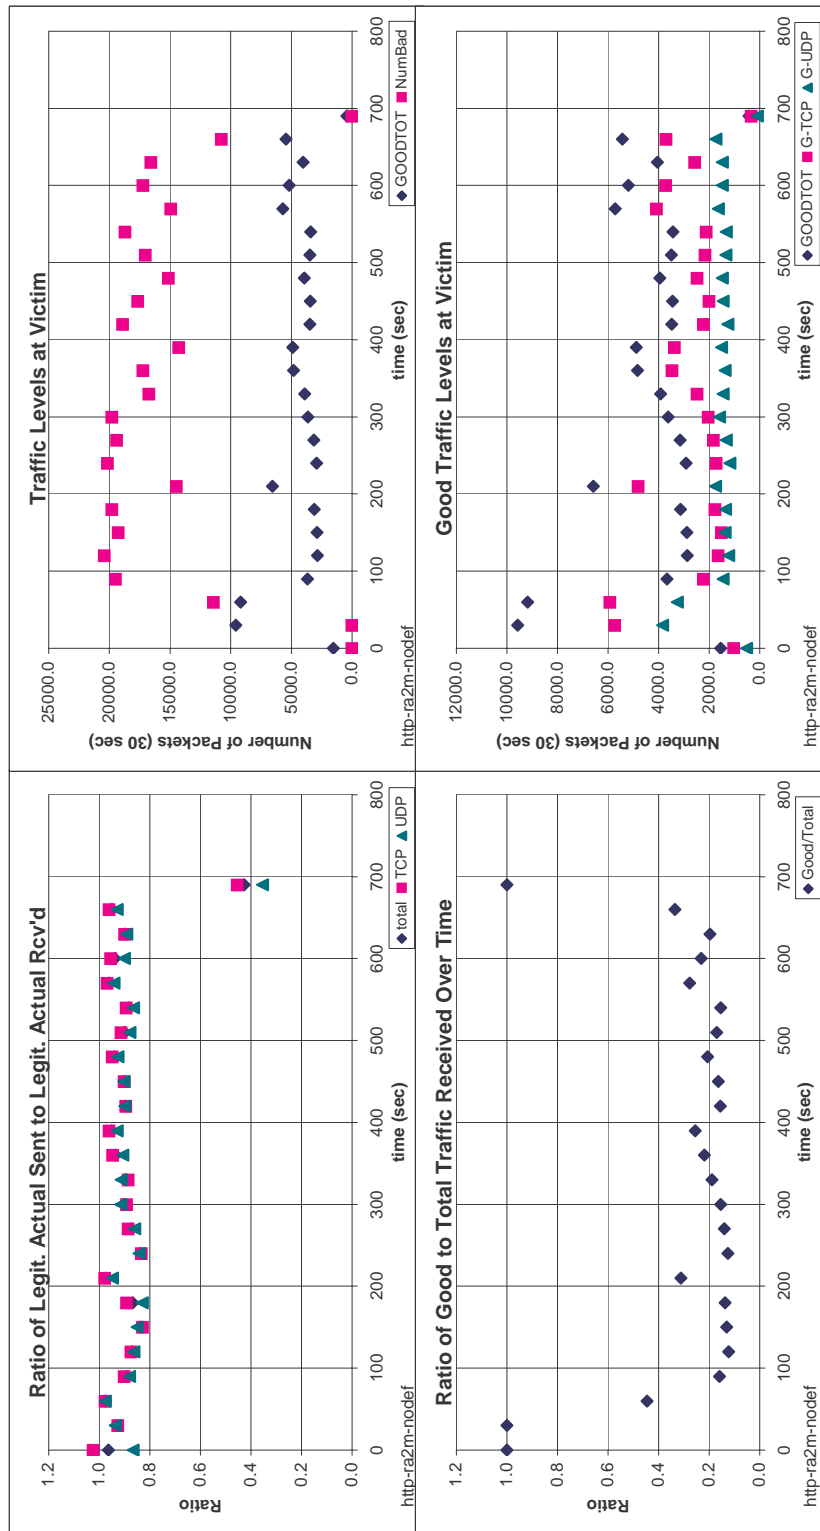 Ratio of Legit. Actual Sent to Legit. Actual Rcv'd
1.2
1.0
0.8
0.6
0.4
0.2
0.0
Ratio
0
100
200
300
400
500
600
700
800
time (sec)
http-ra2m-nodef
total
TCP
UDP
Traffic Levels at Victim
25000.0
20000.0
15000.0
10000.0
5000.0
0.0
Number of Packets (30 sec)
0
100
200
300
400
500
600
700
800
time (sec)
http-ra2m-nodef
GOODTOT
NumBad
Ratio of Good to Total Traffic Received Over Time
1.2
1.0
0.8
0.6
0.4
0.2
0.0
Ratio
0
100
200
300
400
500
600
700
800
time (sec)
http-ra2m-nodef
Good/Total
Good Traffic Levels at Victim
12000.0
10000.0
8000.0
6000.0
4000.0
2000.0
0.0
Number of Packets (30 sec)
0
100
200
300
400
500
600
700
800
time (sec)
http-ra2m-nodef
GOODTOT
G-TCP
G-UDP